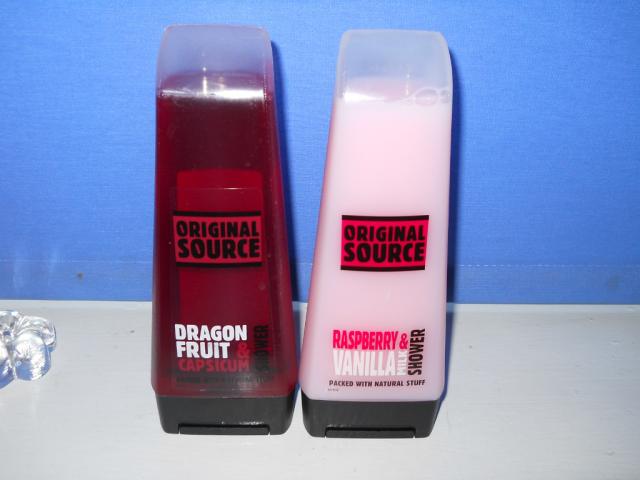 ORIGINAL
SOURCE
DRAGON
FRUIT &
CAPSICUM
SHOWER
ORIGINAL
SOURCE
RASPBERRY &
VANILLA
MILK
SHOWER
PACKED WITH NATURAL STUFF